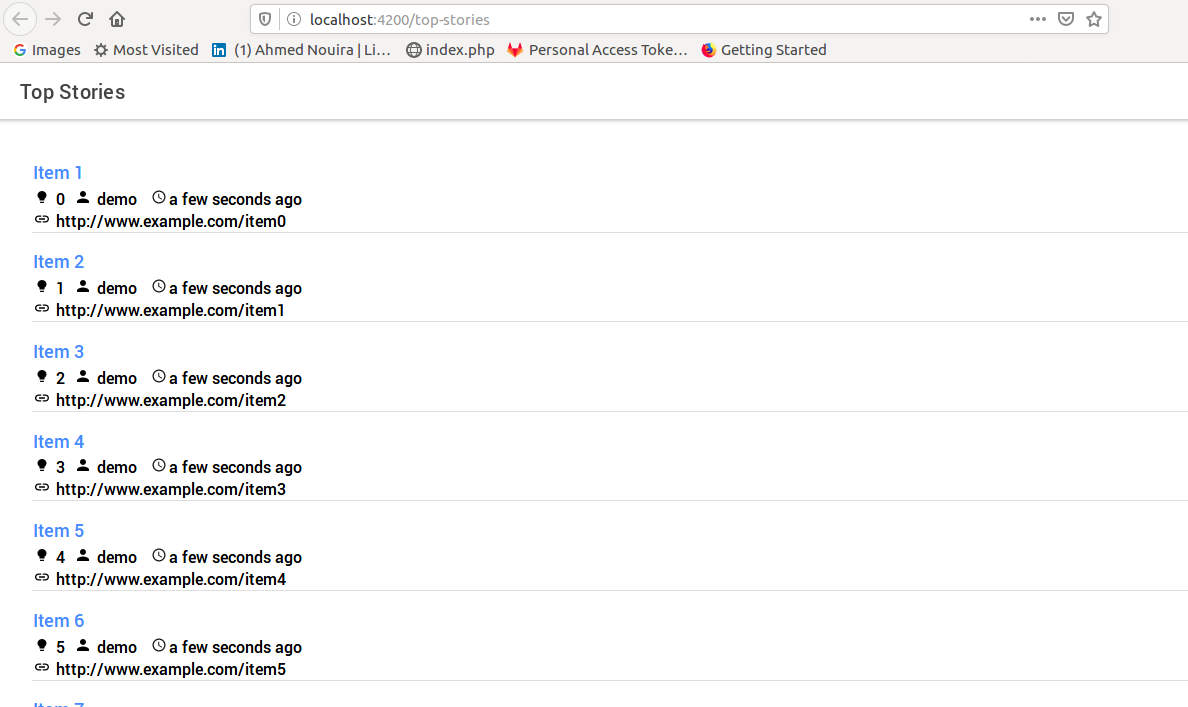 localhost:4200/top-stories
Images Most Visited (1) Ahmed Nouira | Li… index.php Personal Access Toke… Getting Started
Top Stories
Item 1
0 demo a few seconds ago
http://www.example.com/item0
Item 2
1 demo a few seconds ago
http://www.example.com/item1
Item 3
2 demo a few seconds ago
http://www.example.com/item2
Item 4
3 demo a few seconds ago
http://www.example.com/item3
Item 5
4 demo a few seconds ago
http://www.example.com/item4
Item 6
5 demo a few seconds ago
http://www.example.com/item5
Item 7